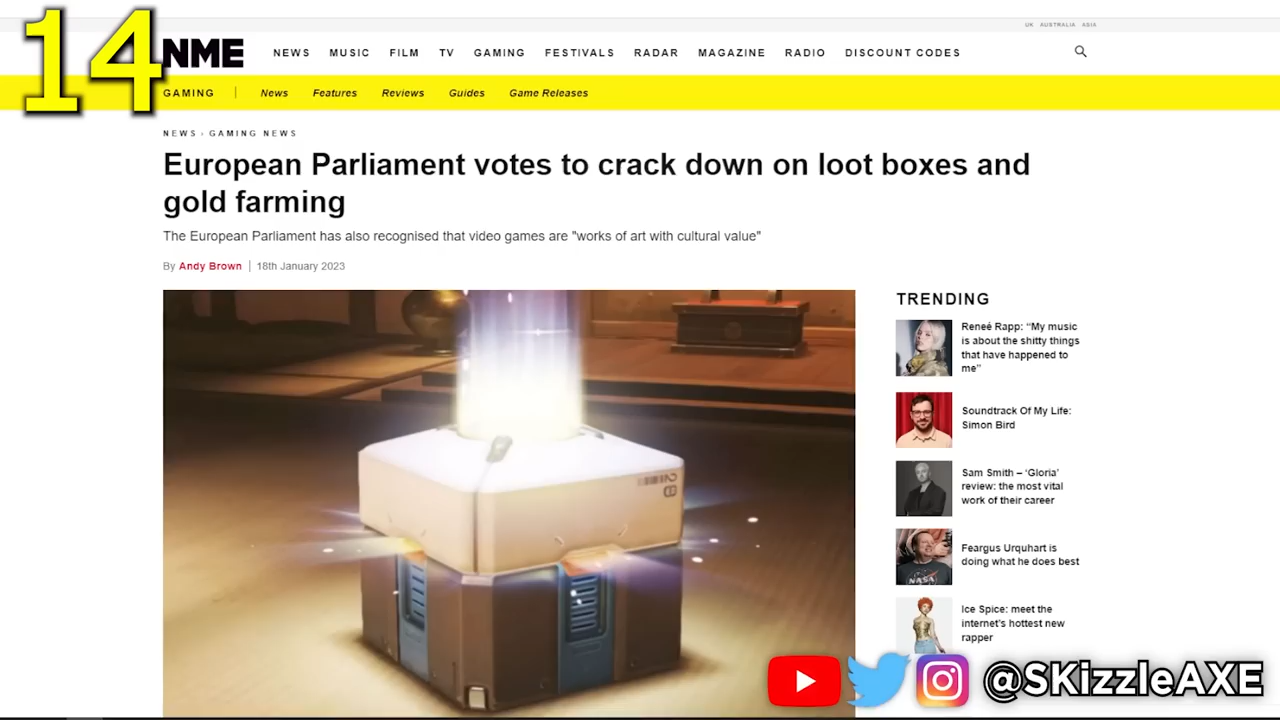 14
UK AUSTRALIA ASIA
NME NEWS MUSIC FILM TV GAMING FESTIVALS RADAR MAGAZINE RADIO DISCOUNT CODES
GAMING | News Features Reviews Guides Game Releases
NEWS › GAMING NEWS
European Parliament votes to crack down on loot boxes and
gold farming
The European Parliament has also recognised that video games are "works of art with cultural value"
By Andy Brown | 18th January 2023
TRENDING
Reneé Rapp: “My music
is about the shitty things
that have happened to
me”
Soundtrack Of My Life:
Simon Bird
Sam Smith – ‘Gloria’
review: the most vital
work of their career
Feargus Urquhart is
doing what he does best
NASA
Ice Spice: meet the
internet’s hottest new
rapper
@SKizzleAXE